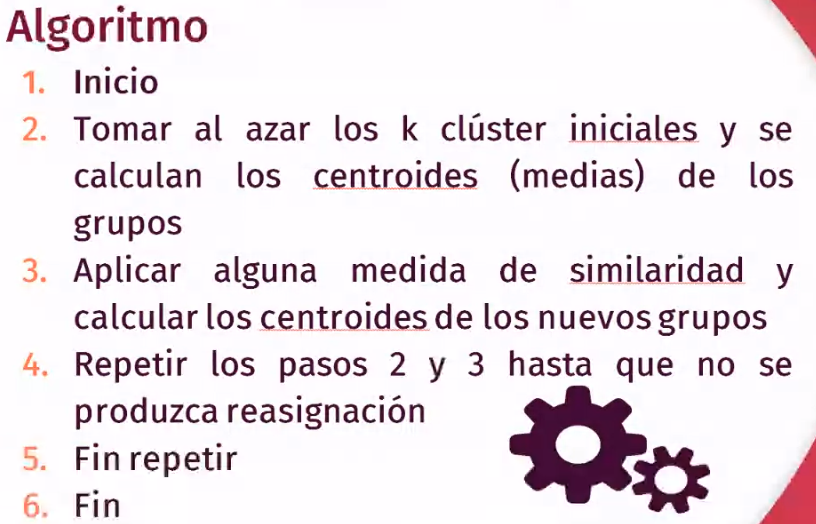 Algoritmo
1. Inicio
2. Tomar al azar los k clúster iniciales y se
calculan los centroides (medias) de los
grupos
3. Aplicar alguna medida de similaridad y
calcular los centroides de los nuevos grupos
4. Repetir los pasos 2 y 3 hasta que no se
produzca reasignación
5. Fin repetir
6. Fin